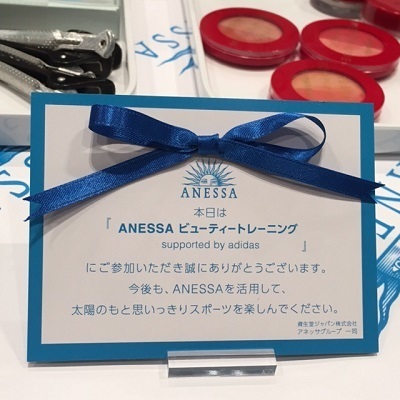 ANESSA
本日は
『 ANESSA ビューティートレーニング
supported by adidas 』
にご参加いただき誠にありがとうございます。
今後も、ANESSAを活用して、
太陽のもと思いっきりスポーツを楽しんでください。
資生堂ジャパン株式会社
アネッサグループ 一同